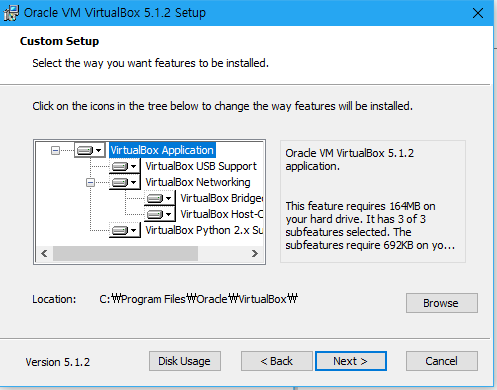 Oracle VM VirtualBox 5.1.2 Setup
Custom Setup
Select the way you want features to be installed.
Click on the icons in the tree below to change the way features will be installed.
VirtualBox Application
VirtualBox USB Support
VirtualBox Networking
VirtualBox Bridged
VirtualBox Host-O
VirtualBox Python 2.x Su
Oracle VM VirtualBox 5.1.2
application.
This feature requires 164MB on
your hard drive. It has 3 of 3
subfeatures selected. The
subfeatures require 692KB on yo...
Location: C:₩Program Files₩Oracle₩VirtualBox₩
Browse
Version 5.1.2
Disk Usage
< Back
Next >
Cancel